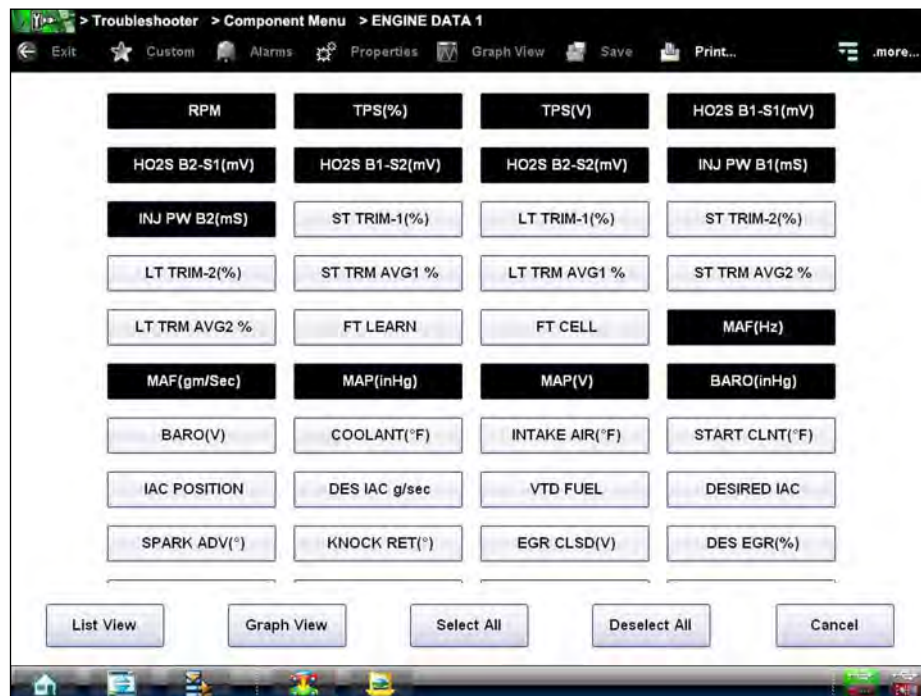 > Troubleshooter > Component Menu > ENGINE DATA 1
Exit Custom Alarms Properties Graph View Save Print... .more...
RPM TPS(%) TPS(V) HO2S B1-S1(mV)
HO2S B2-S1(mV) HO2S B1-S2(mV) HO2S B2-S2(mV) INJ PW B1(mS)
INJ PW B2(mS) ST TRIM-1(%) LT TRIM-1(%) ST TRIM-2(%)
LT TRIM-2(%) ST TRM AVG1 % LT TRM AVG1 % ST TRM AVG2 %
LT TRM AVG2 % FT LEARN FT CELL MAF(Hz)
MAF(gm/Sec) MAP(inHg) MAP(V) BARO(inHg)
BARO(V) COOLANT(°F) INTAKE AIR(°F) START CLNT(°F)
IAC POSITION DES IAC g/sec VTD FUEL DESIRED IAC
SPARK ADV(°) KNOCK RET(°) EGR CLSD(V) DES EGR(%)
List View Graph View Select All Deselect All Cancel